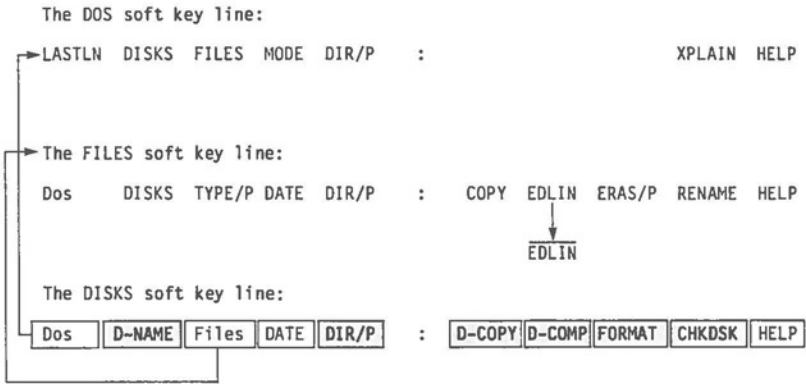 The DOS soft key line:
LASTLN DISKS FILES MODE DIR/P : XPLAIN HELP
The FILES soft key line:
Dos DISKS TYPE/P DATE DIR/P : COPY EDLIN ERAS/P RENAME HELP
EDLIN
The DISKS soft key line:
Dos D-NAME Files DATE DIR/P : D-COPY D-COMP FORMAT CHKDSK HELP